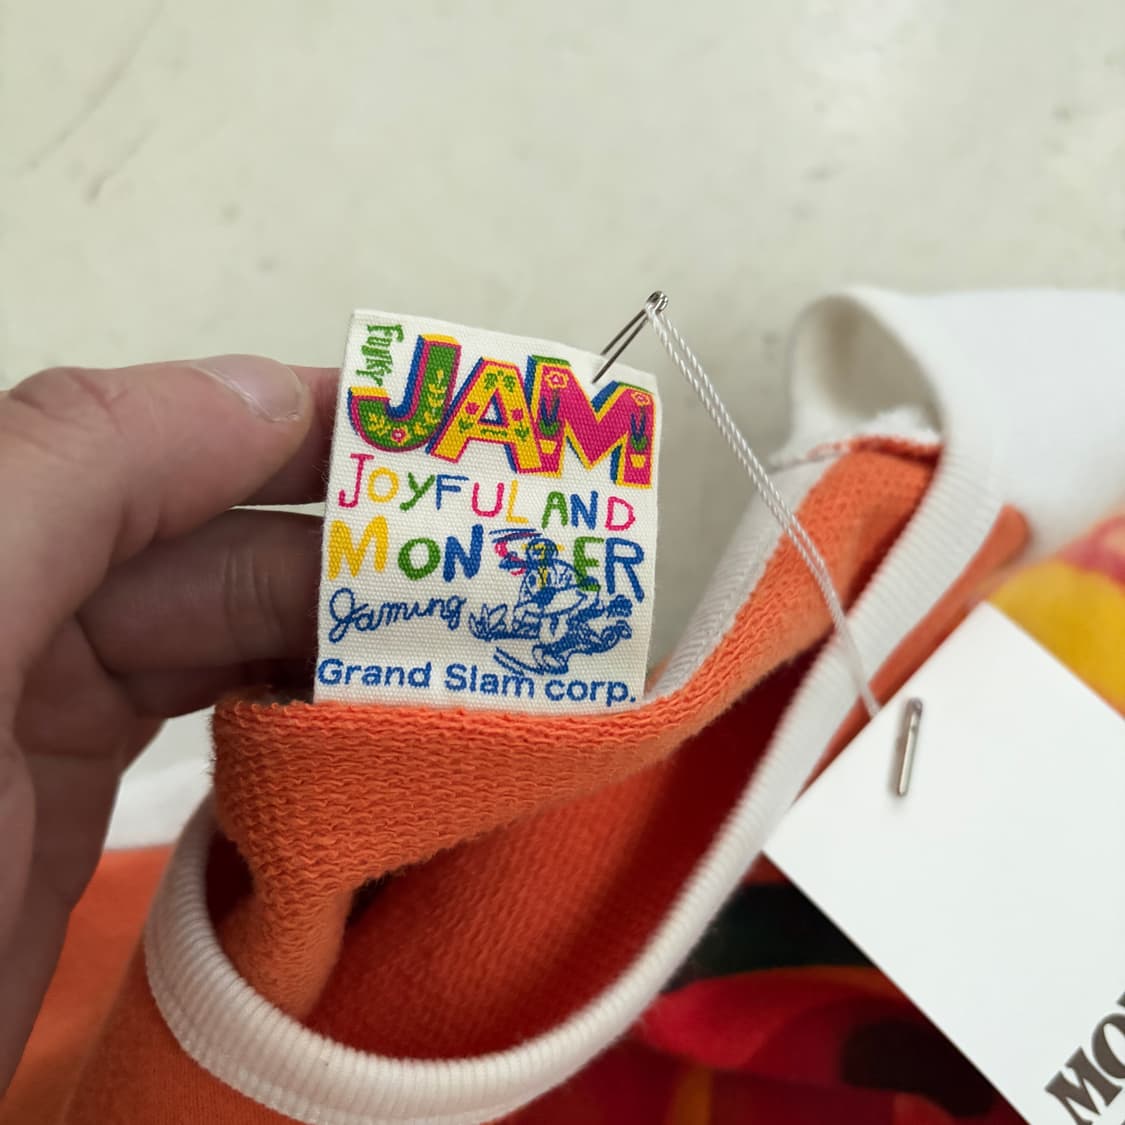 Funky
JAM
JOYFUL AND
MONSTER
Jaming
Grand Slam corp.
MO